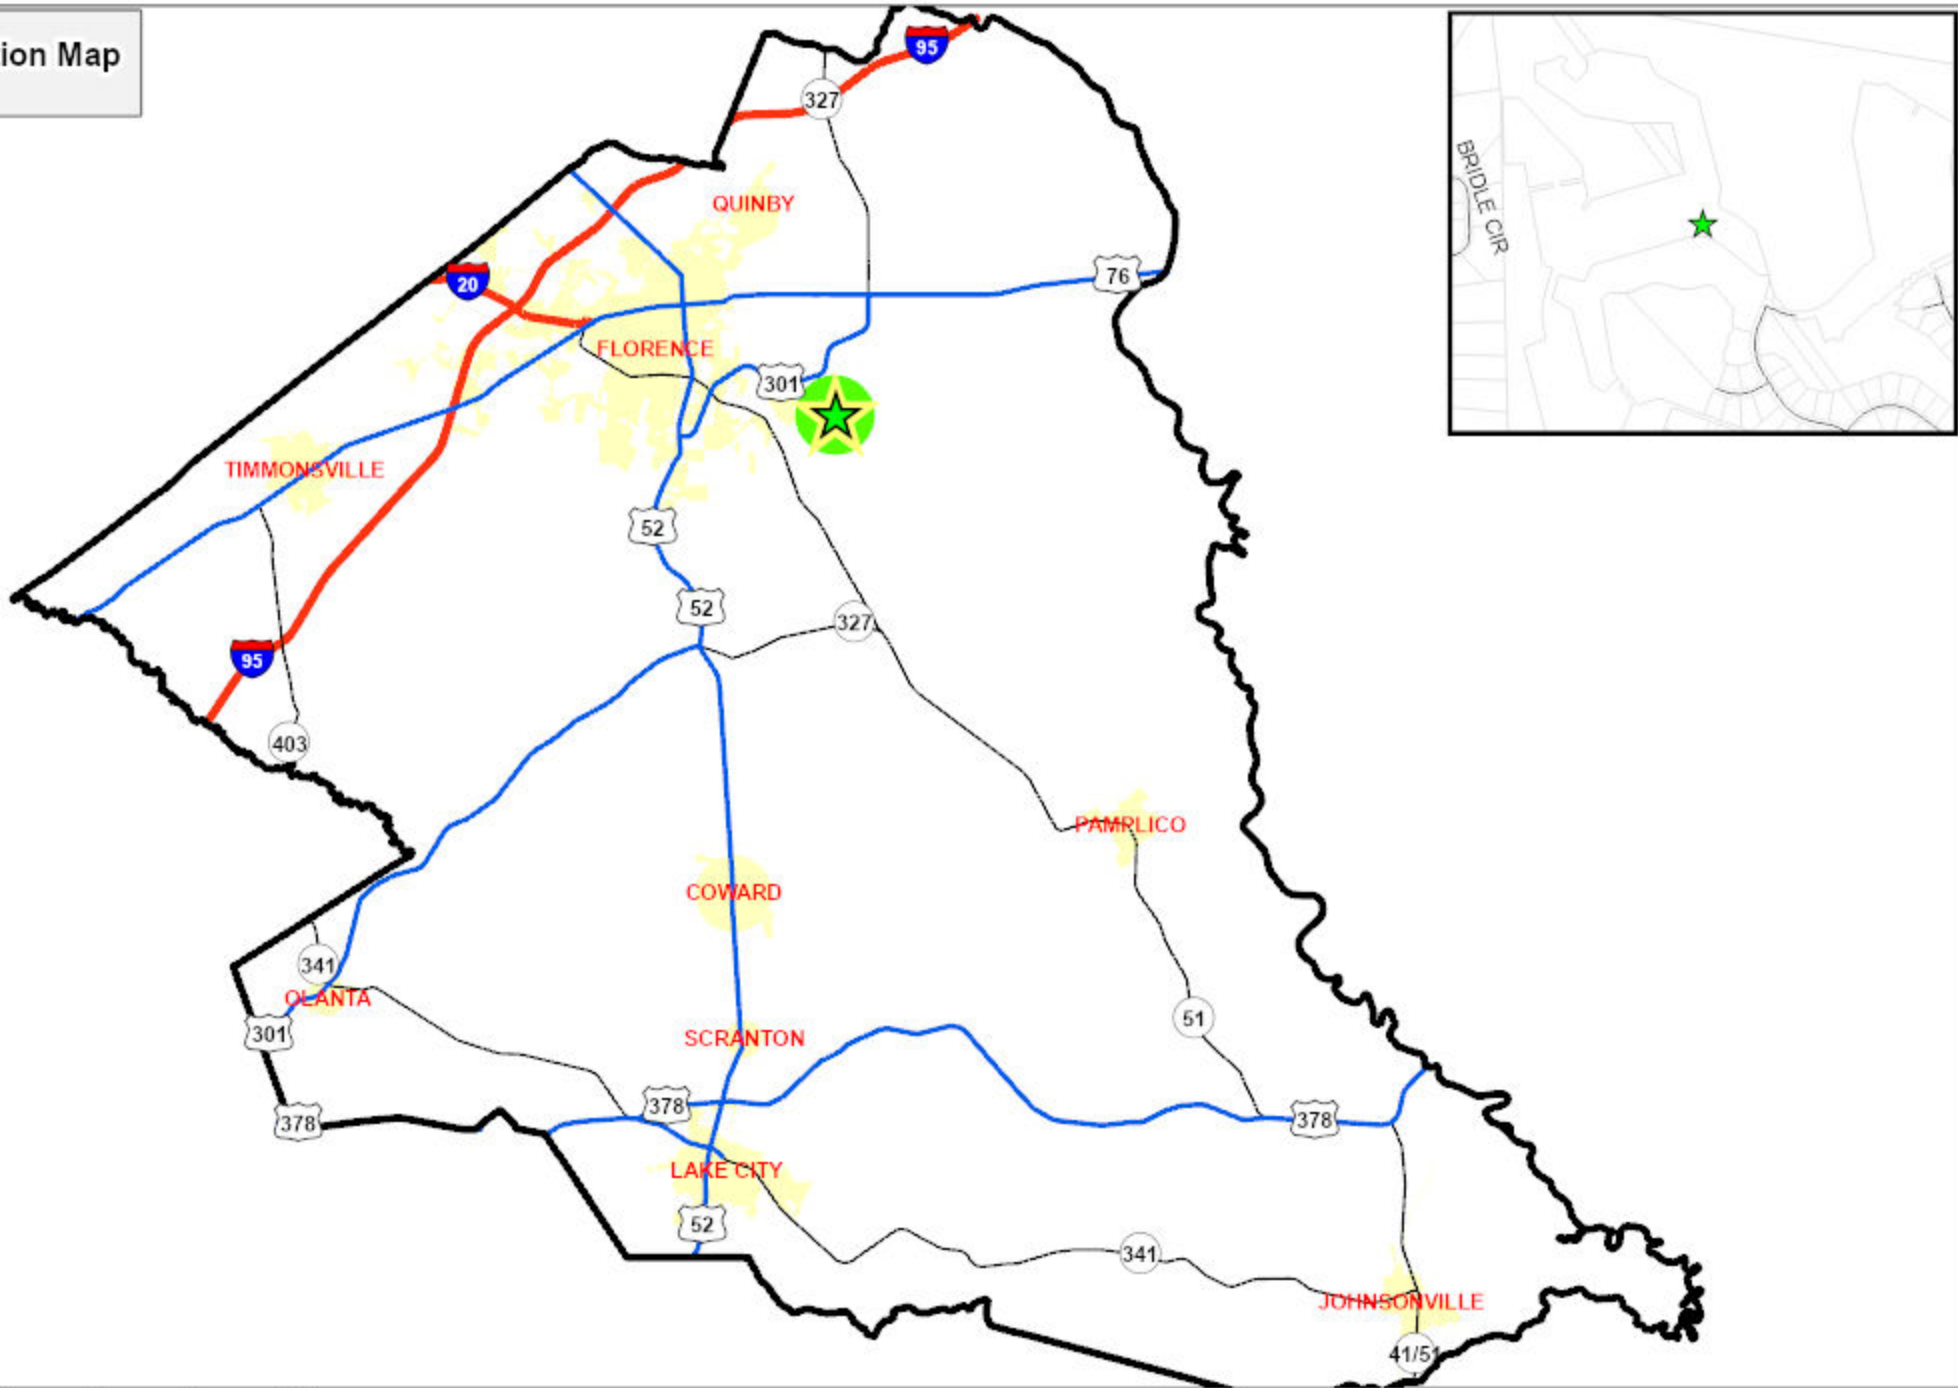 ion Map
95
327
BRIDLE CIR
QUINBY
76
20
FLORENCE
301
TIMMONSVILLE
52
52
327
95
403
PAMPLICO
COWARD
341
OLANTA
51
301
SCRANTON
378
378
378
LAKE CITY
52
341
JOHNSONVILLE
41/51